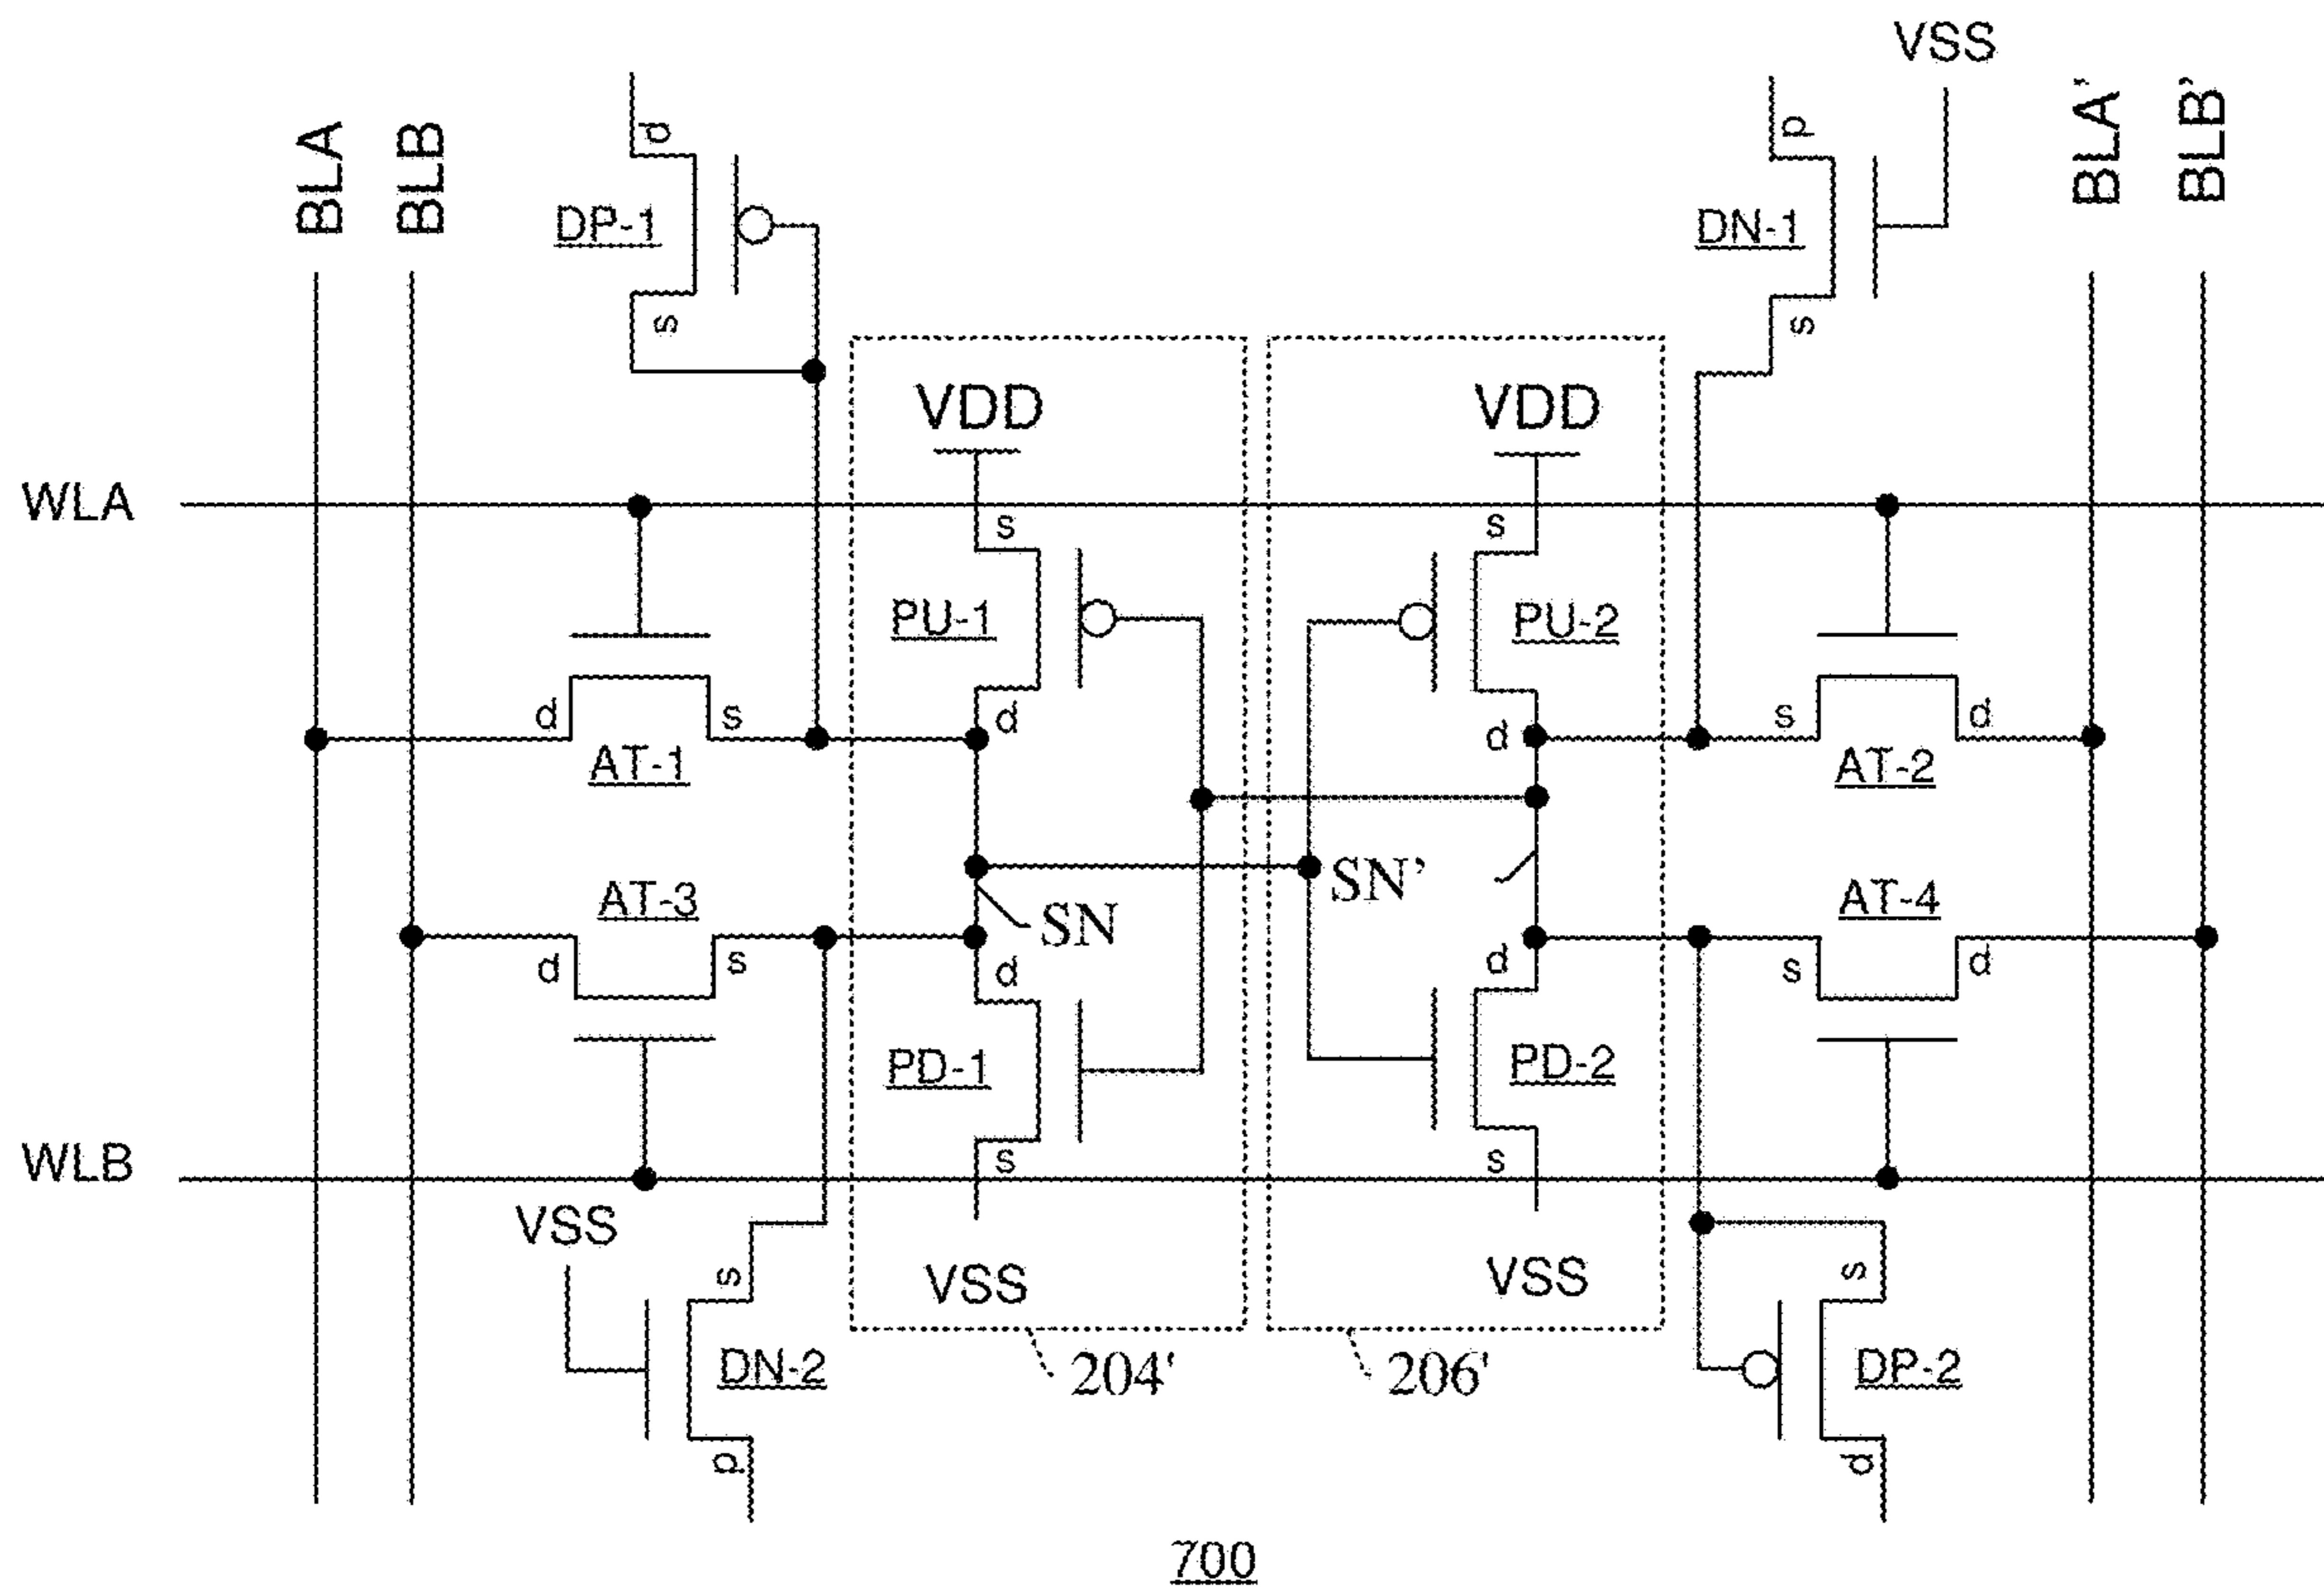 VSS
BLA
BLB
BLA'
BLB'
d
d
DP-1
DN-1
s
s
VDD
VDD
WLA
s
s
PU-1
PU-2
d
s
d
d
s
d
AT-1
AT-2
SN
SN'
AT-3
AT-4
d
s
d
d
s
d
PD-1
PD-2
s
s
WLB
VSS
VSS
VSS
s
s
DN-2
204'
206'
DP-2
d
d
700